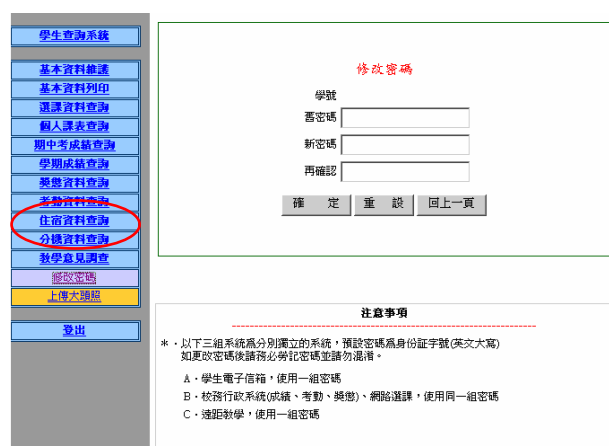 學生查詢系統
基本資料維護
基本資料列印
選課資料查詢
個人課表查詢
期中考成績查詢
學期成績查詢
獎懲資料查詢
考勤資料查詢
住宿資料查詢
分機資料查詢
教學意見調查
修改密碼
上傳大頭照
登出
修改密碼
學號
舊密碼
新密碼
再確認
確 定 重 設 回上一頁
注意事項
＊．以下三組系統為分別獨立的系統，預設密碼為身份証字號(英文大寫)
如更改密碼後請務必勞記密碼並請勿混淆。
A．學生電子信箱，使用一組密碼
B．校務行政系統(成績、考勤、獎懲)、網路選課，使用同一組密碼
C．遠距教學，使用一組密碼